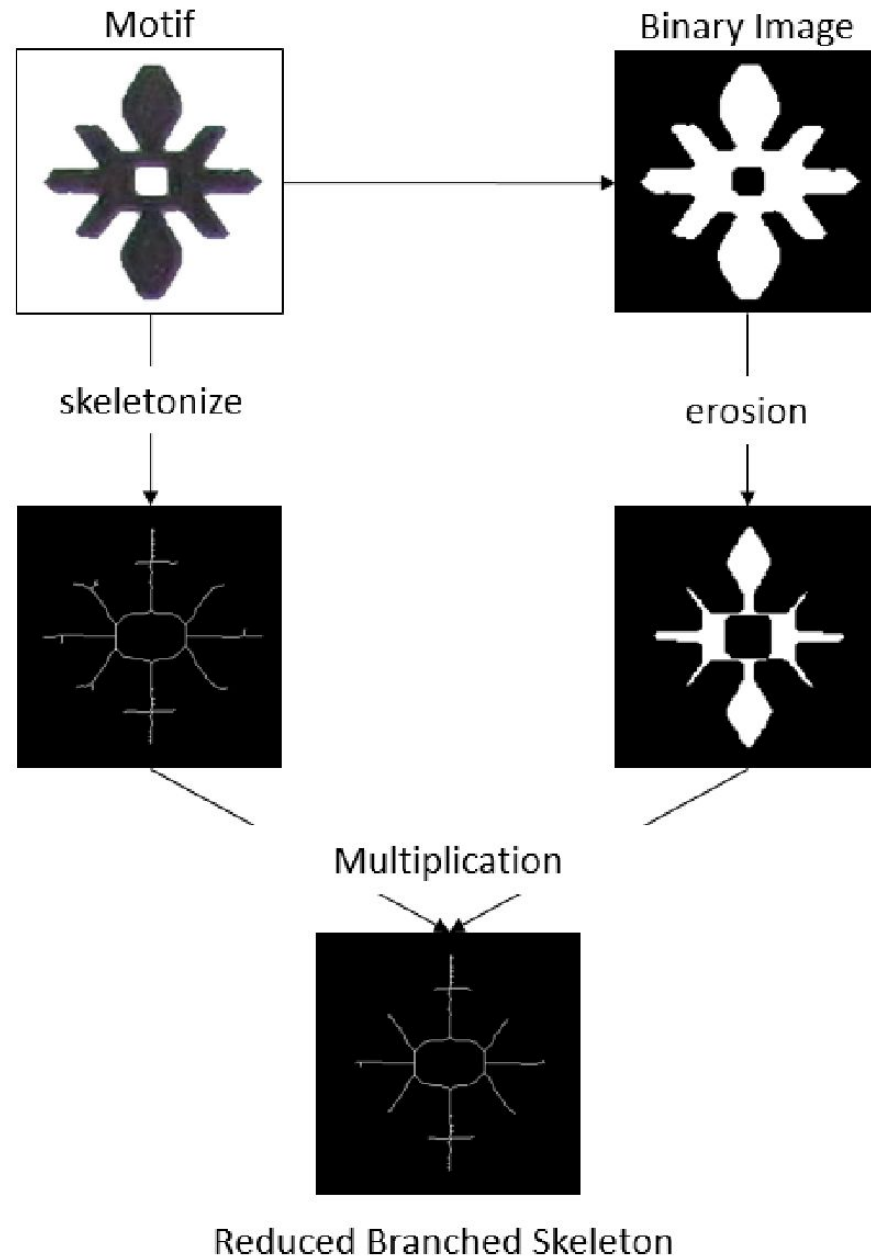 Motif
Binary Image
skeletonize
erosion
Multiplication
Reduced Branched Skeleton